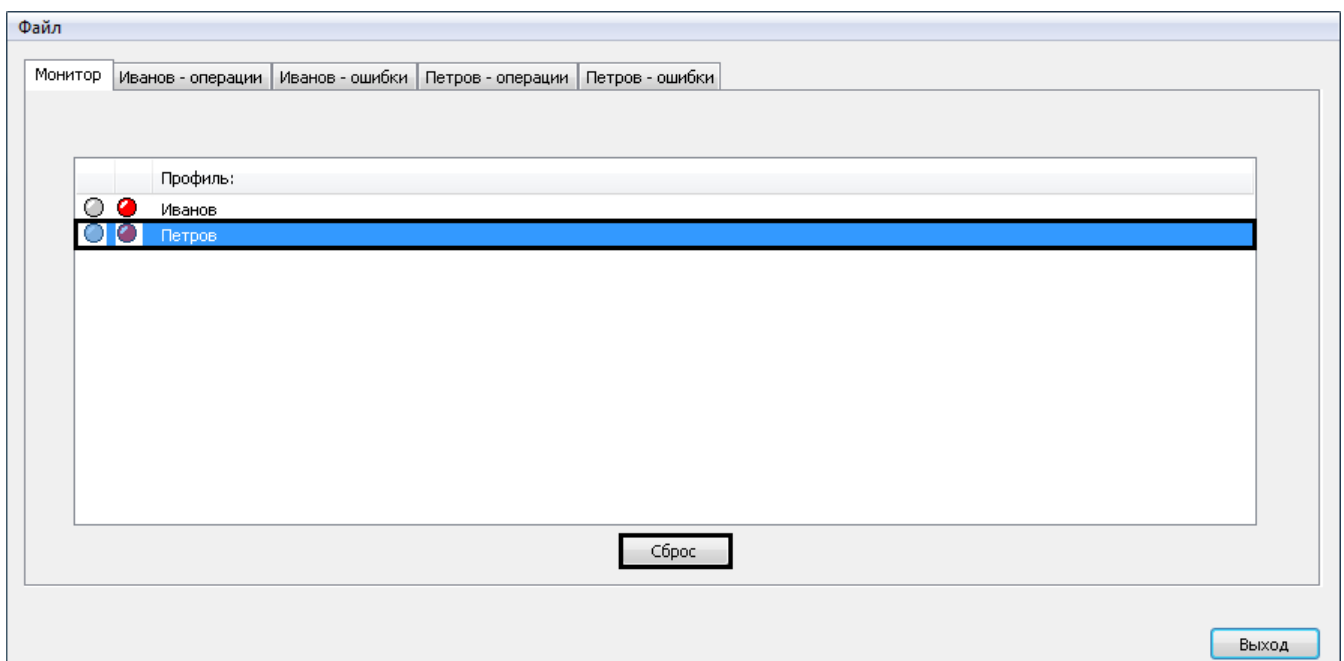 Файл
Монитор Иванов - операции Иванов - ошибки Петров - операции Петров - ошибки
Профиль:
Иванов
Петров
Сброс
Выход